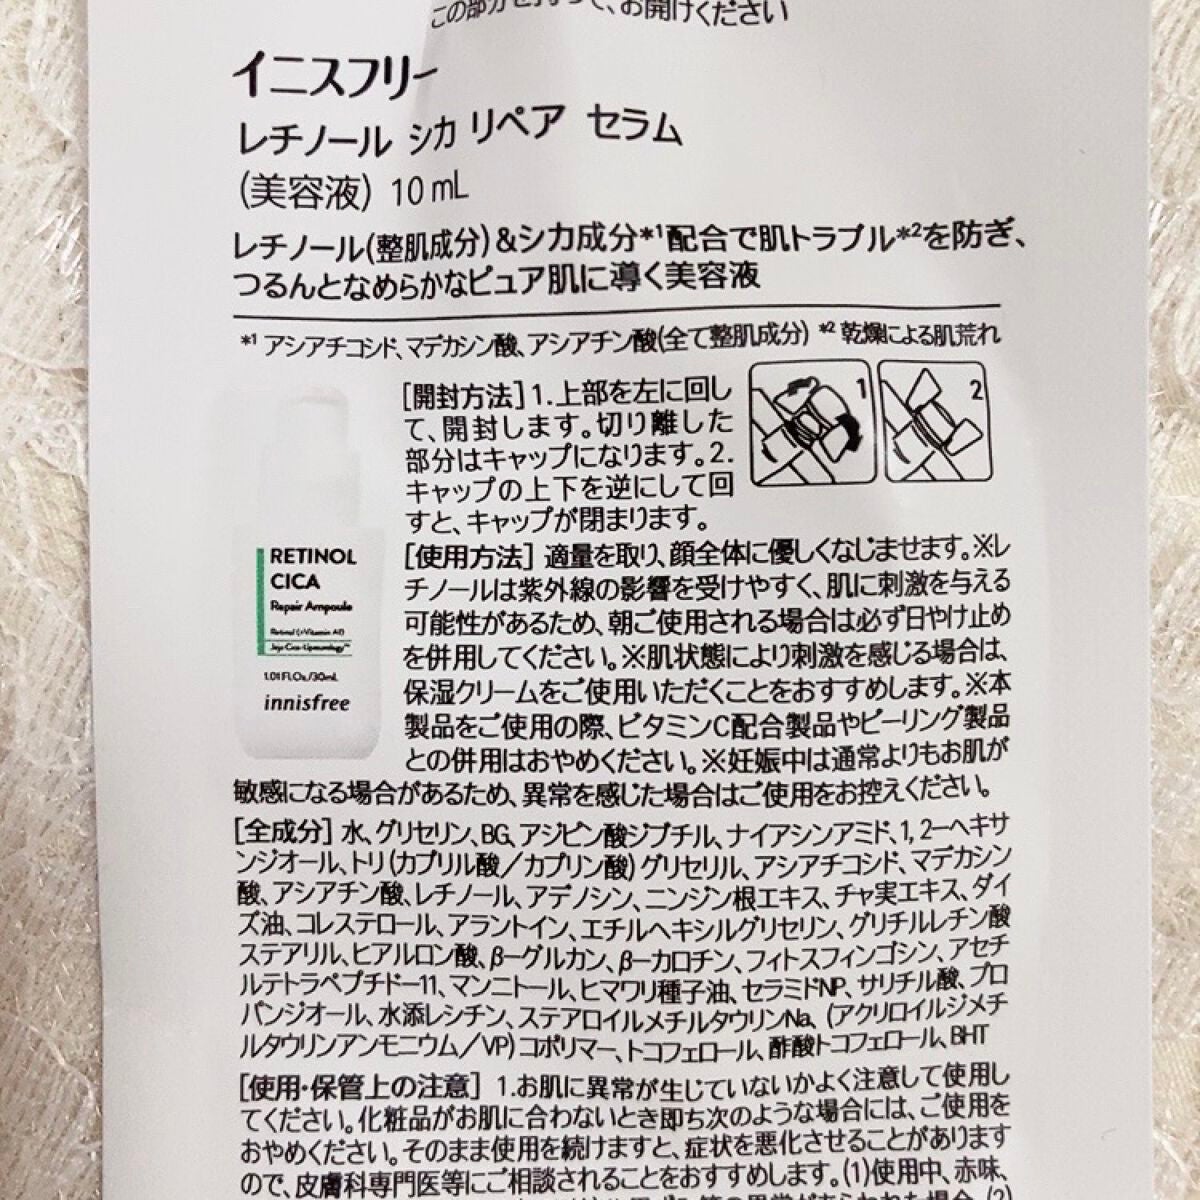 この部分を持って、お開けください
イニスフリー
レチノール シカ リペア セラム
(美容液) 10 mL
レチノール(整肌成分)&シカ成分*1配合で肌トラブル*2を防ぎ、
つるんとなめらかなピュア肌に導く美容液
*1 アシアチコシド、マデカシン酸、アシアチン酸(全て整肌成分) *2 乾燥による肌荒れ
[開封方法] 1.上部を左に回し
て、開封します。切り離した
部分はキャップになります。2.
キャップの上下を逆にして回
すと、キャップが閉まります。
1
2
RETINOL
CICA
Repair Ampoule
Retinol (=Vitamin A1)
Jeju Cica-Liposomology™
1.01 Fl.Oz./30mL
innisfree
[使用方法] 適量を取り、顔全体に優しくなじませます。※レ
チノールは紫外線の影響を受けやすく、肌に刺激を与える
可能性があるため、朝ご使用される場合は必ず日やけ止め
を併用してください。※肌状態により刺激を感じる場合は、
保湿クリームをご使用いただくことをおすすめします。※本
製品をご使用の際、ビタミンC配合製品やピーリング製品
との併用はおやめください。※妊娠中は通常よりもお肌が
敏感になる場合があるため、異常を感じた場合はご使用をお控えください。
[全成分] 水、グリセリン、BG、アジピン酸ジブチル、ナイアシンアミド、1,2-ヘキサ
ンジオール、トリ(カプリル酸/カプリン酸)グリセリル、アシアチコシド、マデカシン
酸、アシアチン酸、レチノール、アデノシン、ニンジン根エキス、チャ実エキス、ダイ
ズ油、コレステロール、アラントイン、エチルヘキシルグリセリン、グリチルレチン酸
ステアリル、ヒアルロン酸、β-グルカン、β-カロチン、フィトスフィンゴシン、アセチ
ルテトラペプチド-11、マンニトール、ヒマワリ種子油、セラミドNP、サリチル酸、プロ
パンジオール、水添レシチン、ステアロイルメチルタウリンNa、(アクリロイルジメチ
ルタウリンアンモニウム/VP)コポリマー、トコフェロール、酢酸トコフェロール、BHT
[使用・保管上の注意] 1.お肌に異常が生じていないかよく注意して使用し
てください。化粧品がお肌に合わないとき即ち次のような場合には、ご使用を
おやめください。そのまま使用を続けますと、症状を悪化させることがあります
ので、皮膚科専門医等にご相談されることをおすすめします。(1)使用中、赤味、
等の異常が
場合 (2)